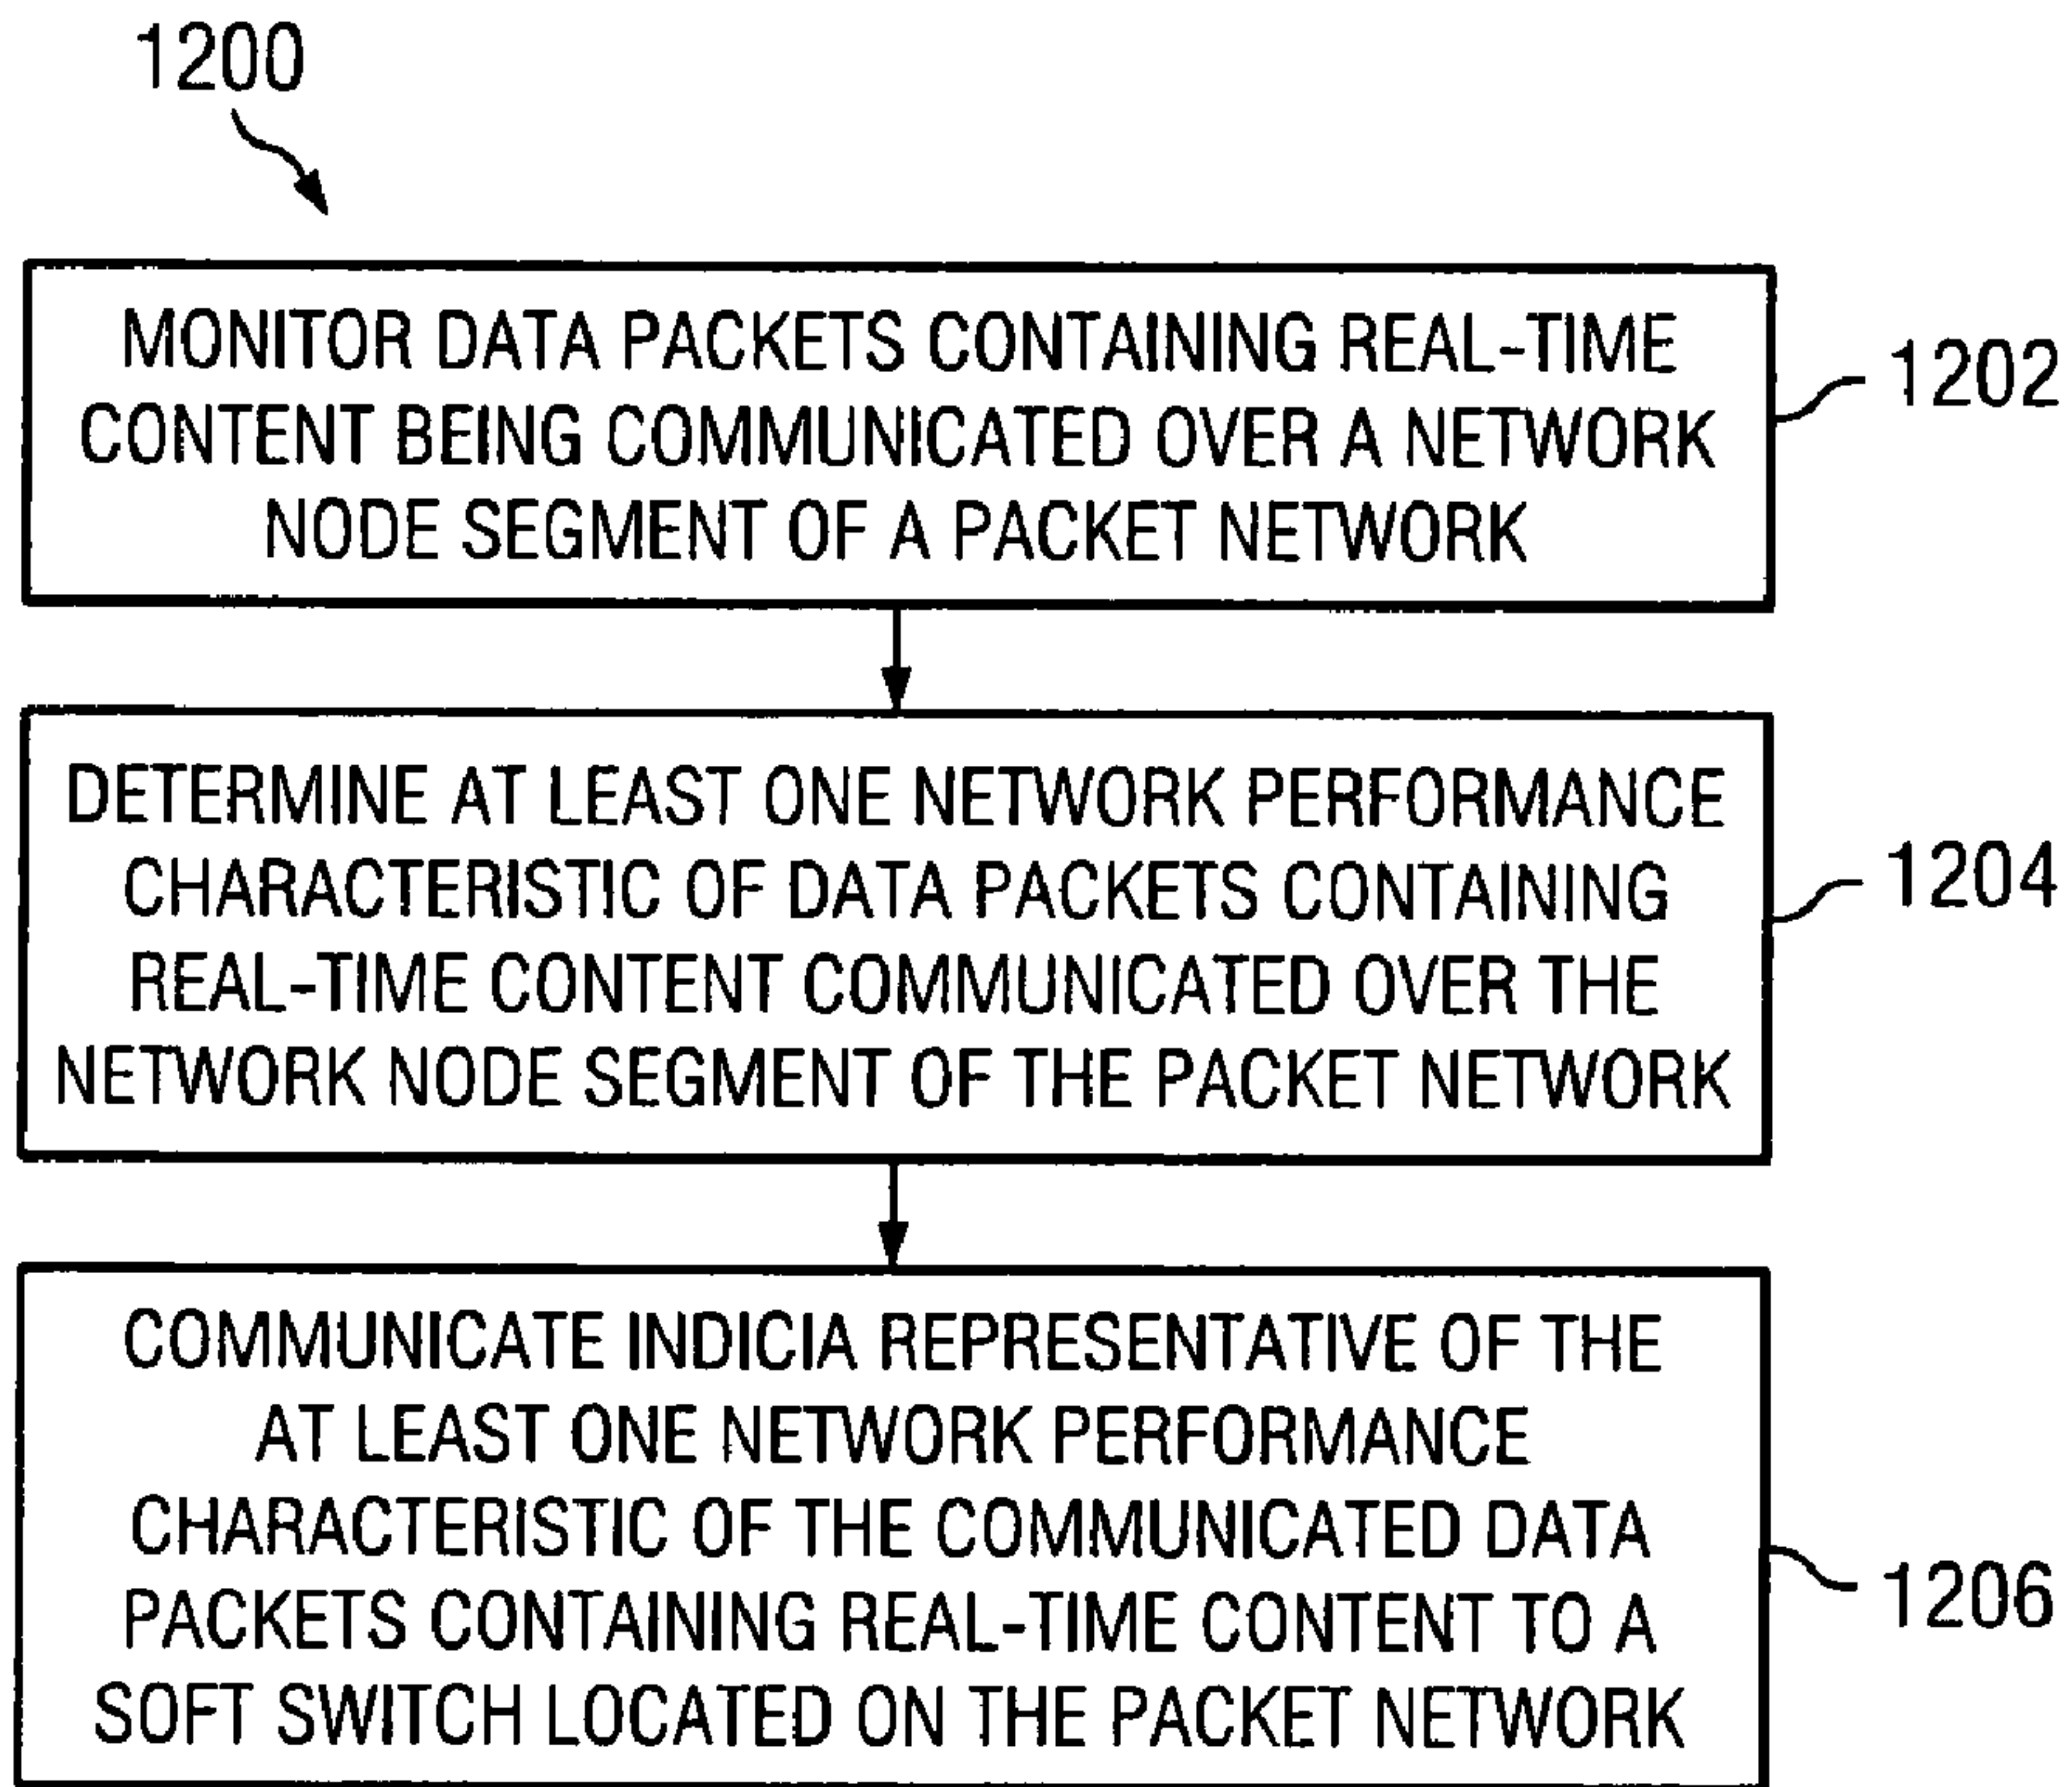 1200
MONITOR DATA PACKETS CONTAINING REAL-TIME
CONTENT BEING COMMUNICATED OVER A NETWORK
NODE SEGMENT OF A PACKET NETWORK
1202
DETERMINE AT LEAST ONE NETWORK PERFORMANCE
CHARACTERISTIC OF DATA PACKETS CONTAINING
REAL-TIME CONTENT COMMUNICATED OVER THE
NETWORK NODE SEGMENT OF THE PACKET NETWORK
1204
COMMUNICATE INDICIA REPRESENTATIVE OF THE
AT LEAST ONE NETWORK PERFORMANCE
CHARACTERISTIC OF THE COMMUNICATED DATA
PACKETS CONTAINING REAL-TIME CONTENT TO A
SOFT SWITCH LOCATED ON THE PACKET NETWORK
1206